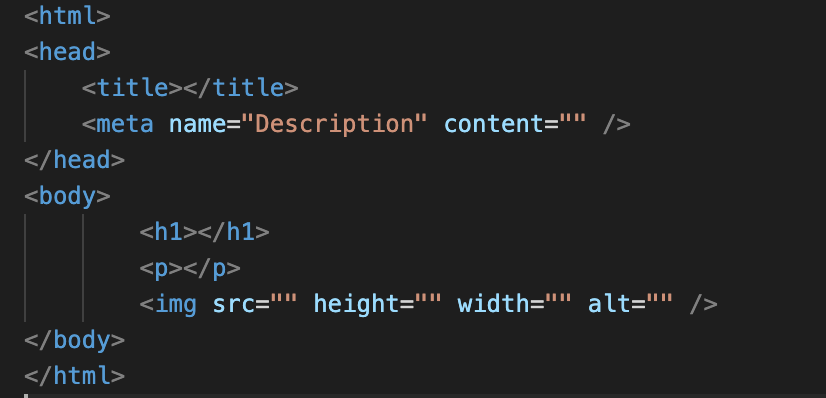 <html>
<head>
<title></title>
<meta name="Description" content="" />
</head>
<body>
<h1></h1>
<p></p>
<img src="" height="" width="" alt="" />
</body>
</html>